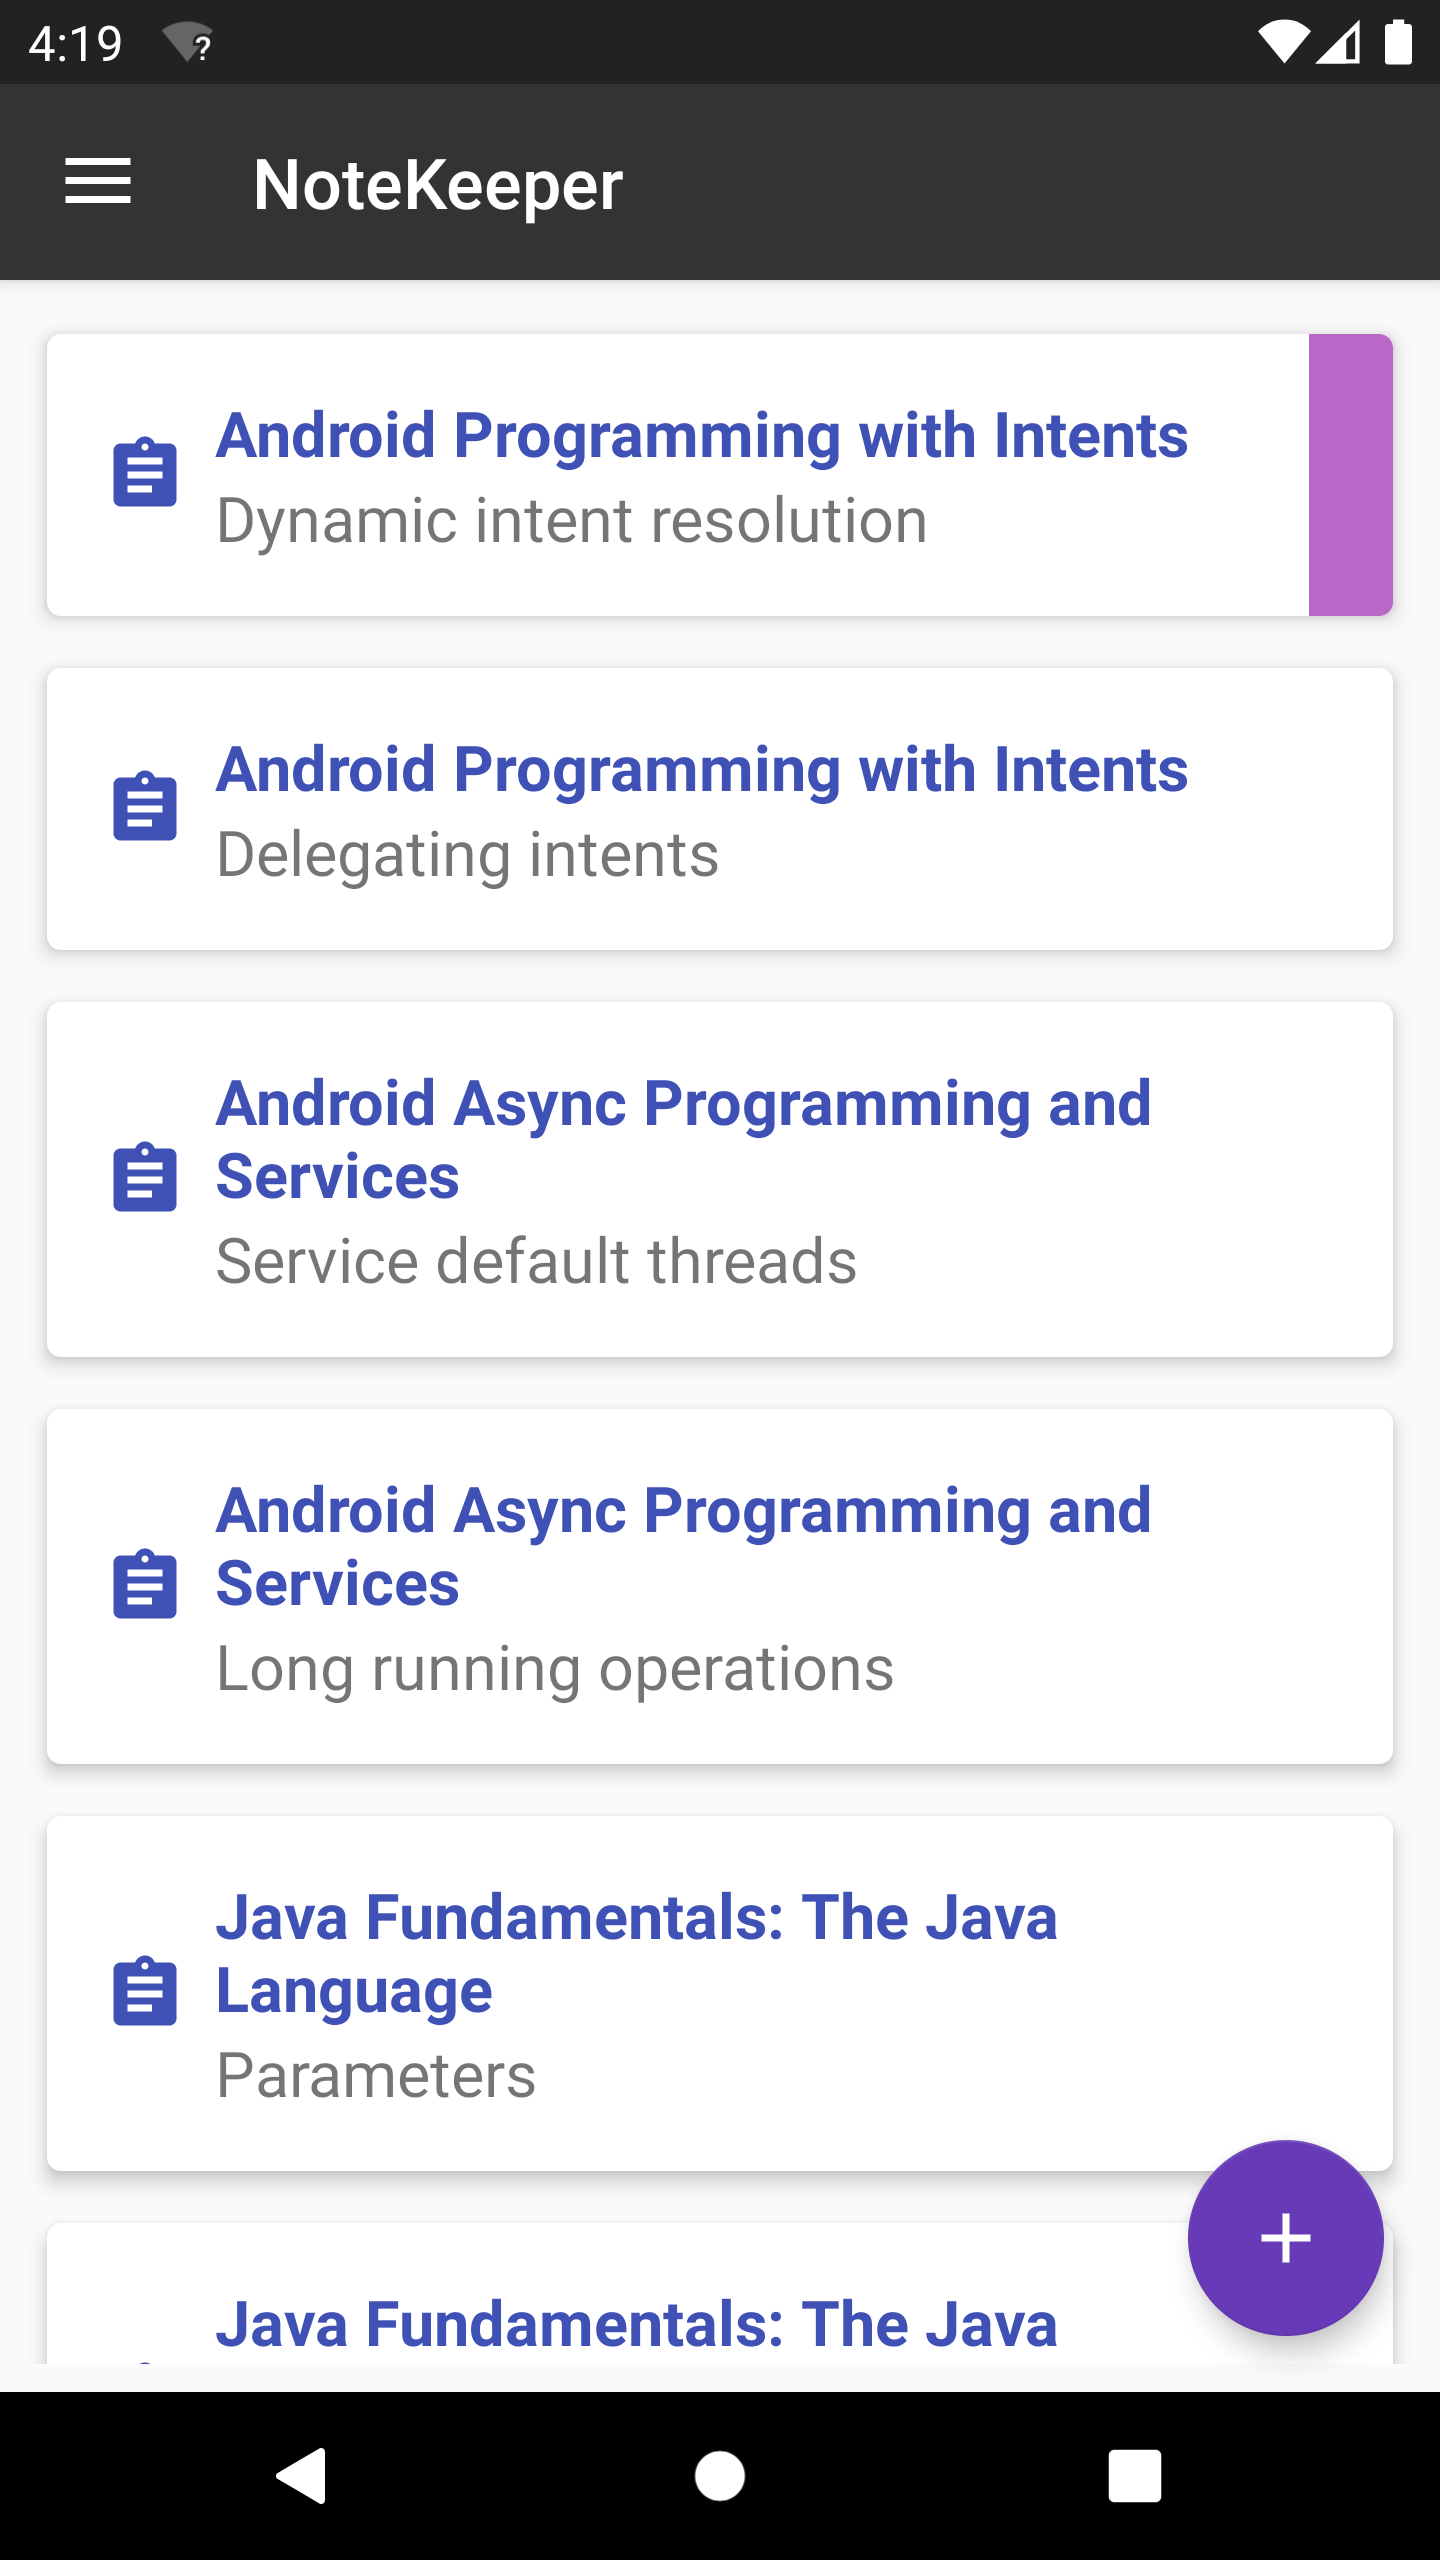 4:19
NoteKeeper
Android Programming with Intents
Dynamic intent resolution
Android Programming with Intents
Delegating intents
Android Async Programming and
Services
Service default threads
Android Async Programming and
Services
Long running operations
Java Fundamentals: The Java
Language
Parameters
Java Fundamentals: The Java